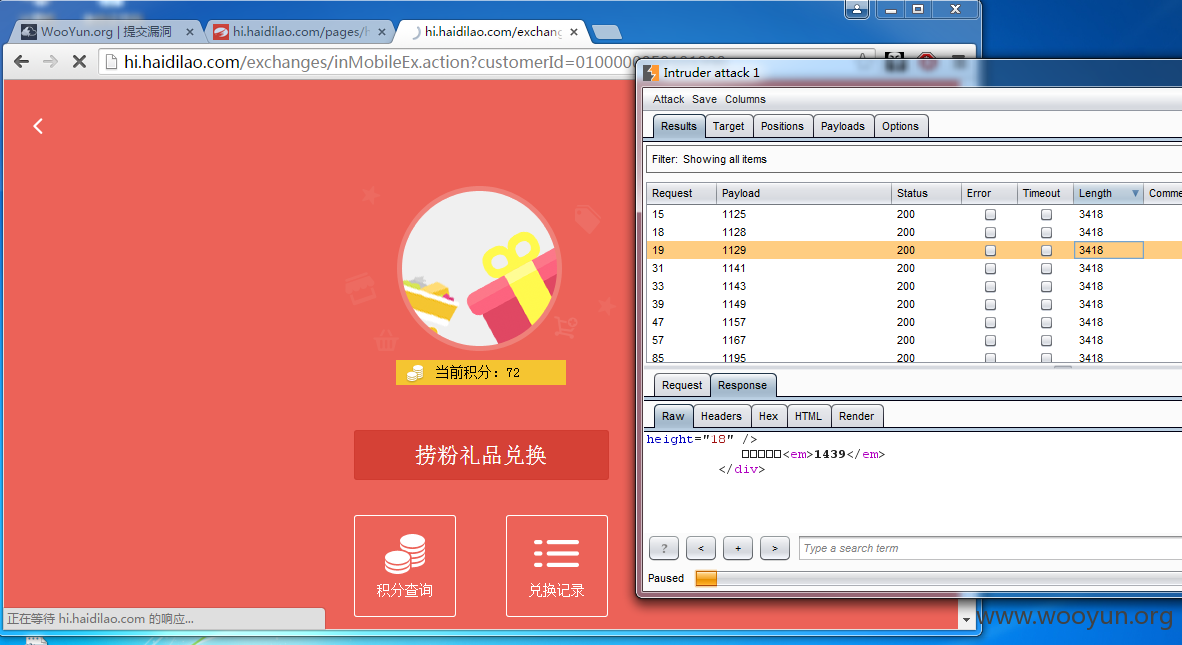 WooYun.org | 提交漏洞
hi.haidilao.com/pages/h
hi.haidilao.com/exchang
hi.haidilao.com/exchanges/inMobileEx.action?customerId=0100000
当前积分：72
捞粉礼品兑换
积分查询
兑换记录
正在等待 hi.haidilao.com 的响应...
Intruder attack 1
Attack Save Columns
Results Target Positions Payloads Options
Filter: Showing all items
Request Payload Status Error Timeout Length Comme
15 1125 200 3418
18 1128 200 3418
19 1129 200 3418
31 1141 200 3418
33 1143 200 3418
39 1149 200 3418
47 1157 200 3418
57 1167 200 3418
85 1195 200 3418
Request Response
Raw Headers Hex HTML Render
height="18" />
□□□□□<em>1439</em>
</div>
? < + > Type a search term
Paused
www.wooyun.org